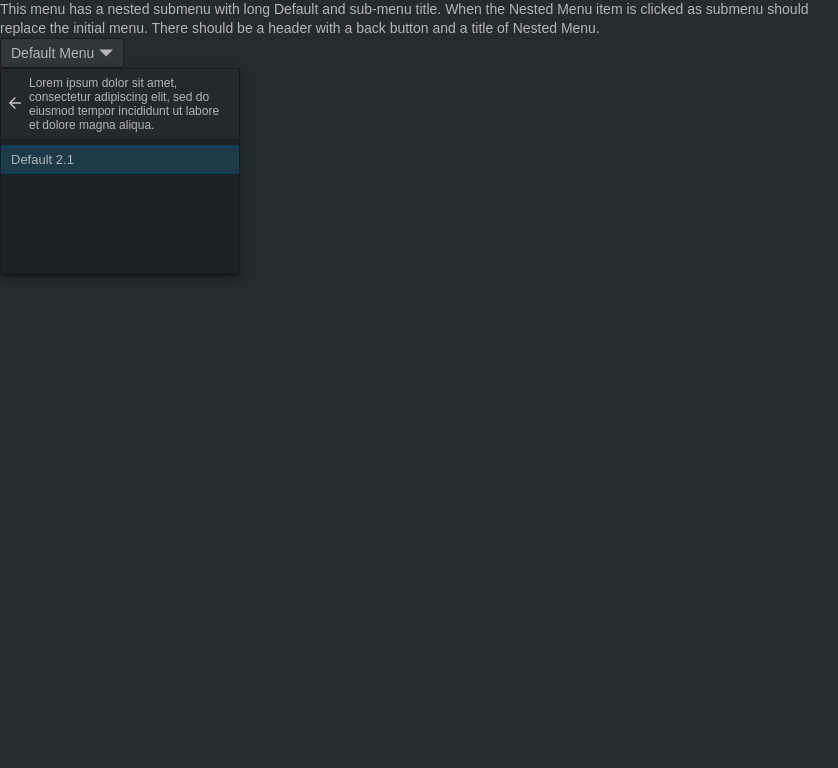 This menu has a nested submenu with long Default and sub-menu title. When the Nested Menu item is clicked as submenu should
replace the initial menu. There should be a header with a back button and a title of Nested Menu.
Default Menu
Lorem ipsum dolor sit amet,
consectetur adipiscing elit, sed do
eiusmod tempor incididunt ut labore
et dolore magna aliqua.
Default 2.1